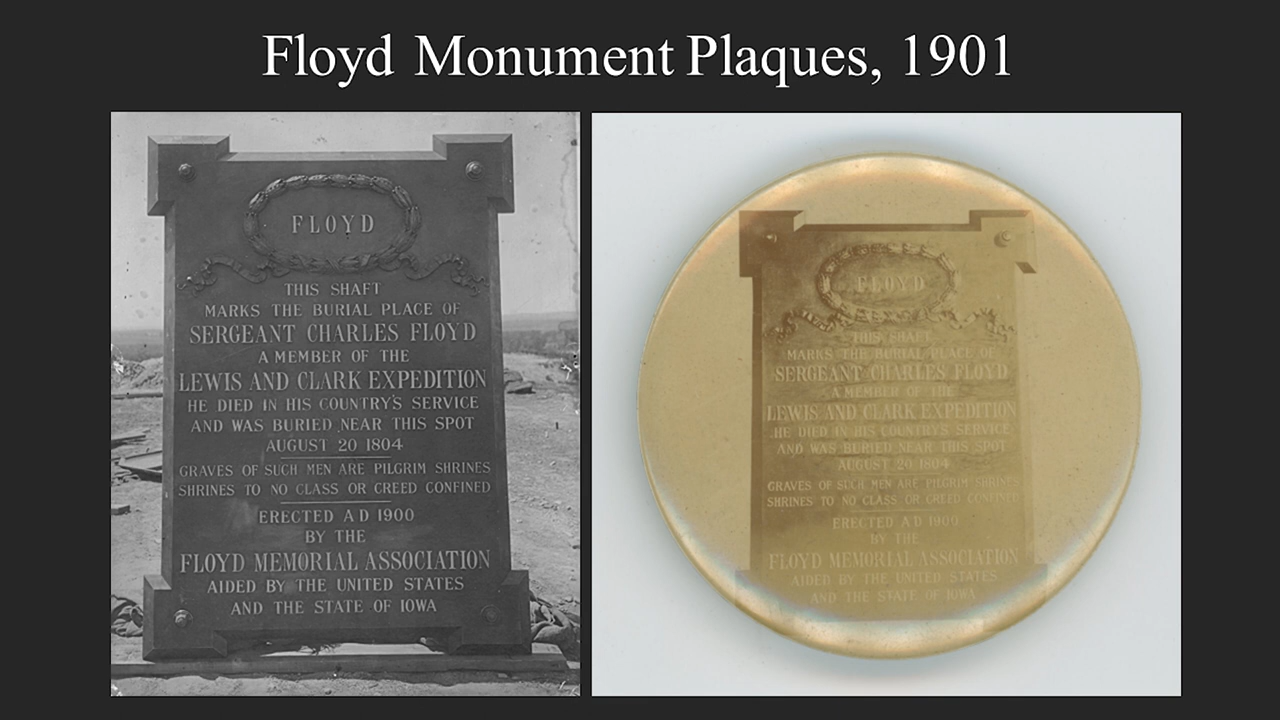 Floyd Monument Plaques, 1901
FLOYD
THIS SHAFT
MARKS THE BURIAL PLACE OF
SERGEANT CHARLES FLOYD
A MEMBER OF THE
LEWIS AND CLARK EXPEDITION
HE DIED IN HIS COUNTRY'S SERVICE
AND WAS BURIED NEAR THIS SPOT
AUGUST 20 1804
GRAVES OF SUCH MEN ARE PILGRIM SHRINES
SHRINES TO NO CLASS OR CREED CONFINED
ERECTED A D 1900
BY THE
FLOYD MEMORIAL ASSOCIATION
AIDED BY THE UNITED STATES
AND THE STATE OF IOWA
FLOYD
THIS SHAFT
MARKS THE BURIAL PLACE OF
SERGEANT CHARLES FLOYD
A MEMBER OF THE
LEWIS AND CLARK EXPEDITION
HE DIED IN HIS COUNTRY'S SERVICE
AND WAS BURIED NEAR THIS SPOT
AUGUST 20 1804
GRAVES OF SUCH MEN ARE PILGRIM SHRINES
SHRINES TO NO CLASS OR CREED CONFINED
ERECTED A D 1900
BY THE
FLOYD MEMORIAL ASSOCIATION
AIDED BY THE UNITED STATES
AND THE STATE OF IOWA